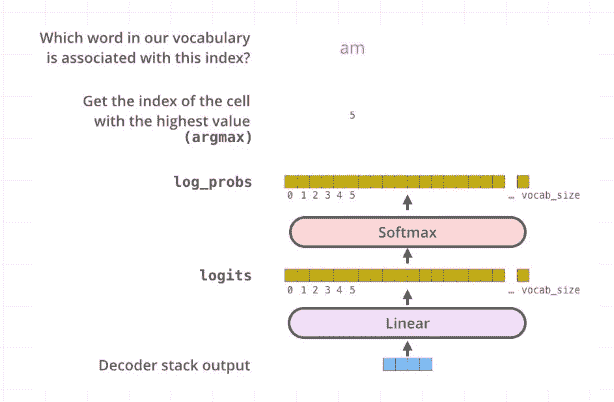 Which word in our vocabulary
is associated with this index?
am
Get the index of the cell
with the highest value
(argmax)
5
log_probs
0 1 2 3 4 5 … vocab_size
Softmax
logits
0 1 2 3 4 5 … vocab_size
Linear
Decoder stack output